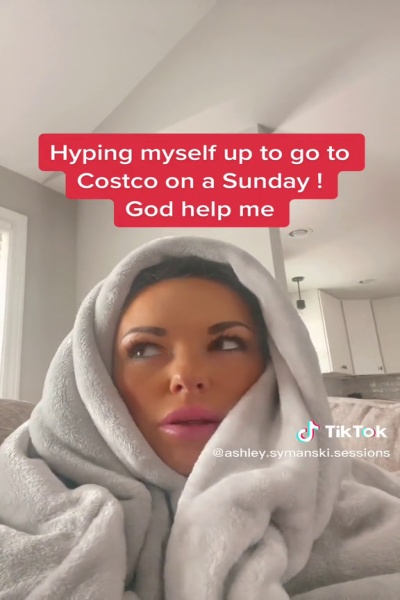 Hyping myself up to go to
Costco on a Sunday !
God help me
TikTok
@ashley.symanski.sessions